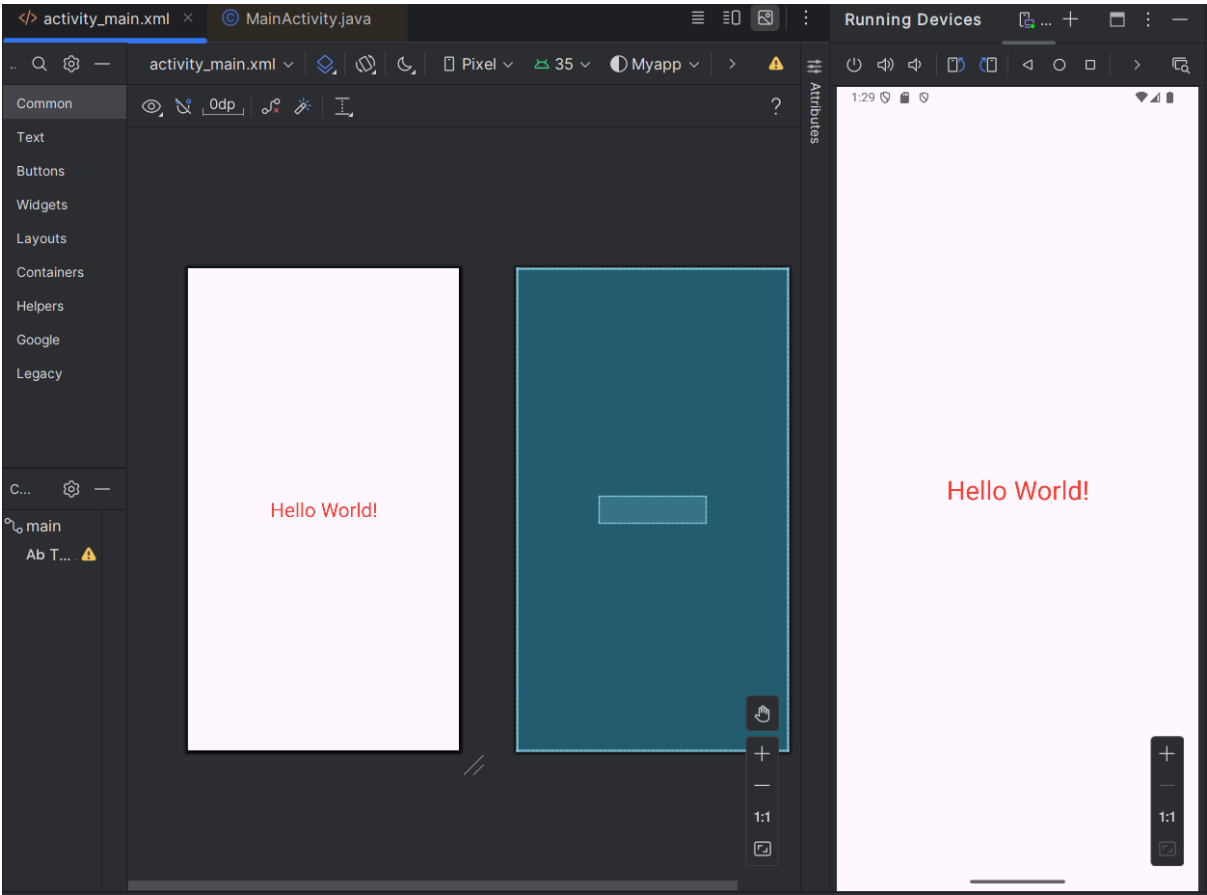 </> activity_main.xml × © MainActivity.java
Running Devices ...
.. activity_main.xml Pixel 35 Myapp
Attributes
1:29
Common
0dp ?
Text
Buttons
Widgets
Layouts
Containers
Helpers
Google
Legacy
Hello World!
Hello World!
C...
main
Ab T...
1:1
1:1